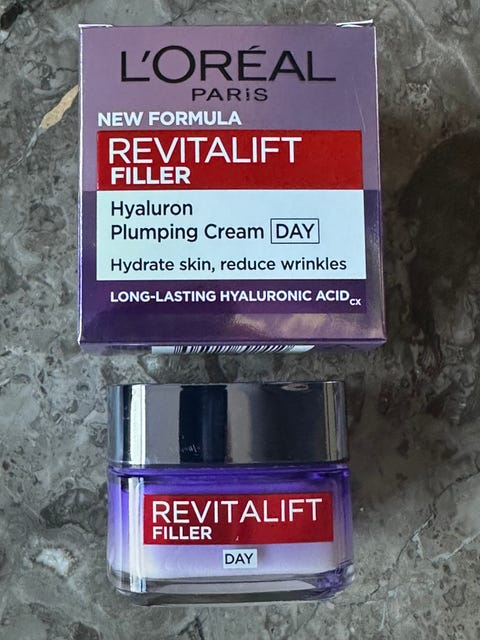 L'ORÉAL
PARIS
NEW FORMULA
REVITALIFT
FILLER
Hyaluron
Plumping Cream DAY
Hydrate skin, reduce wrinkles
LONG-LASTING HYALURONIC ACIDCX
REVITALIFT
FILLER
DAY